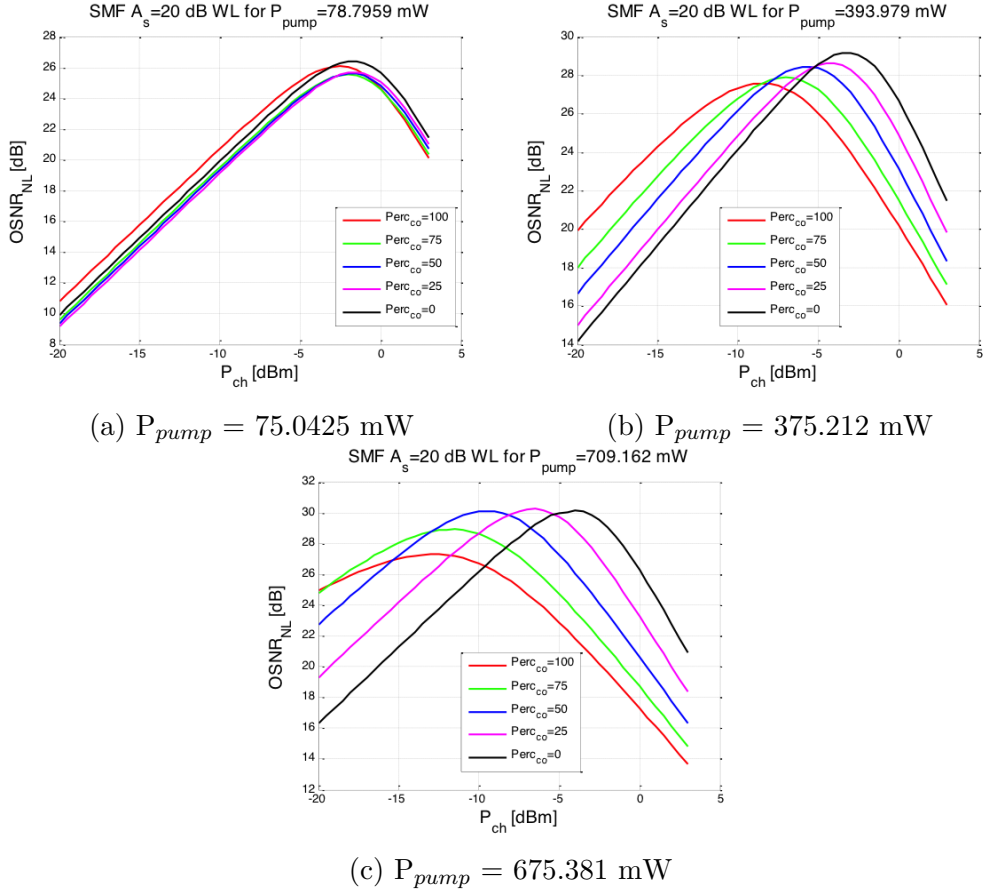 SMF A_s=20 dB WL for P_pump=78.7959 mW
OSNR_NL [dB]
28
26
24
22
20
18
16
14
12
10
8
Perc_co=100
Perc_co=75
Perc_co=50
Perc_co=25
Perc_co=0
-20 -15 -10 -5 0 5
P_ch [dBm]
(a) P_pump = 75.0425 mW
SMF A_s=20 dB WL for P_pump=393.979 mW
OSNR_NL [dB]
30
28
26
24
22
20
18
16
14
Perc_co=100
Perc_co=75
Perc_co=50
Perc_co=25
Perc_co=0
-20 -15 -10 -5 0 5
P_ch [dBm]
(b) P_pump = 375.212 mW
SMF A_s=20 dB WL for P_pump=709.162 mW
OSNR_NL [dB]
32
30
28
26
24
22
20
18
16
14
12
Perc_co=100
Perc_co=75
Perc_co=50
Perc_co=25
Perc_co=0
-20 -15 -10 -5 0 5
P_ch [dBm]
(c) P_pump = 675.381 mW